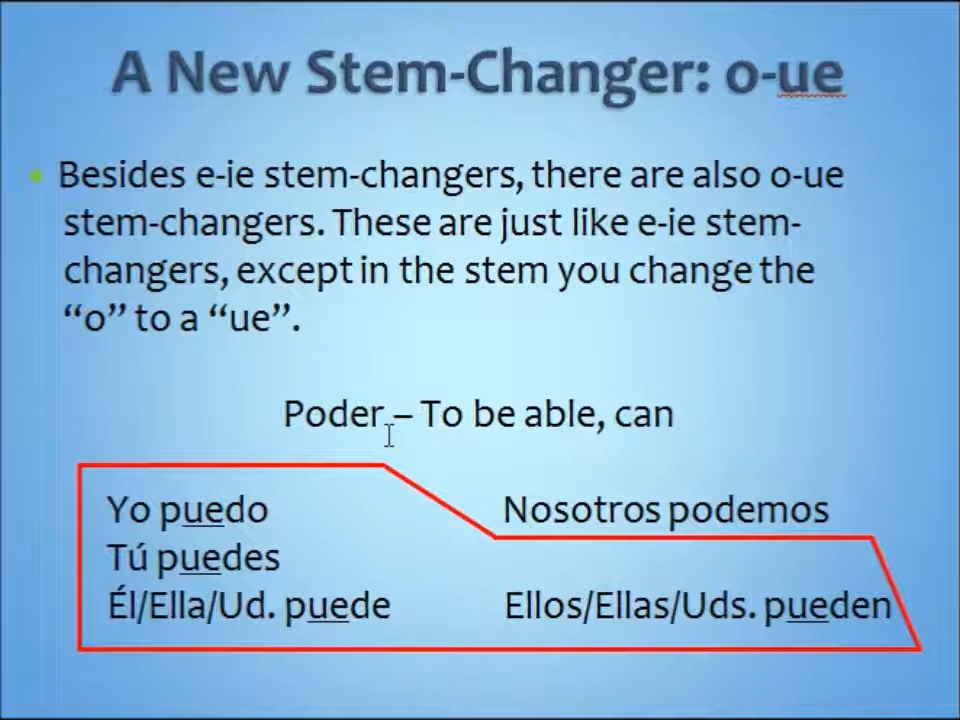 A New Stem-Changer: o-ue
• Besides e-ie stem-changers, there are also o-ue
stem-changers. These are just like e-ie stem-
changers, except in the stem you change the
“o” to a “ue”.
Poder – To be able, can
Yo puedo Nosotros podemos
Tú puedes
Él/Ella/Ud. puede Ellos/Ellas/Uds. pueden